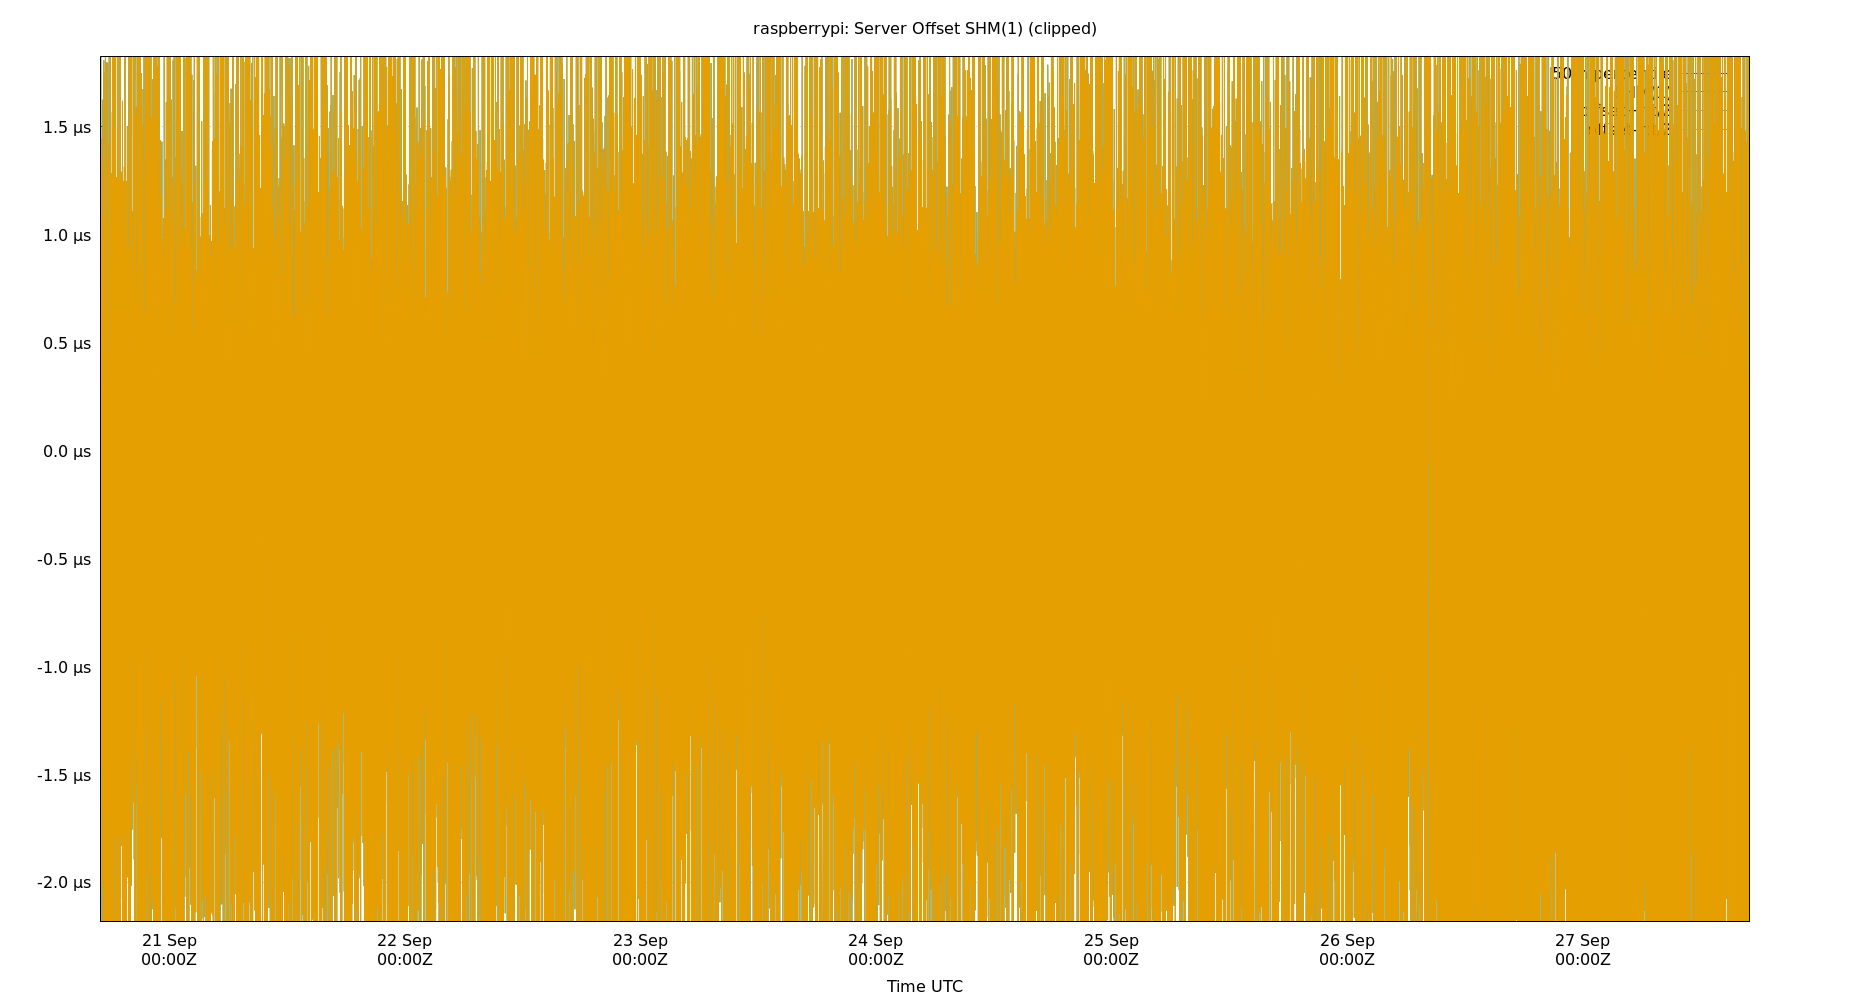 raspberrypi: Server Offset SHM(1) (clipped)
1.5 µs
1.0 µs
0.5 µs
0.0 µs
-0.5 µs
-1.0 µs
-1.5 µs
-2.0 µs
21 Sep 22 Sep 23 Sep 24 Sep 25 Sep 26 Sep 27 Sep
00:00Z 00:00Z 00:00Z 00:00Z 00:00Z 00:00Z 00:00Z
Time UTC